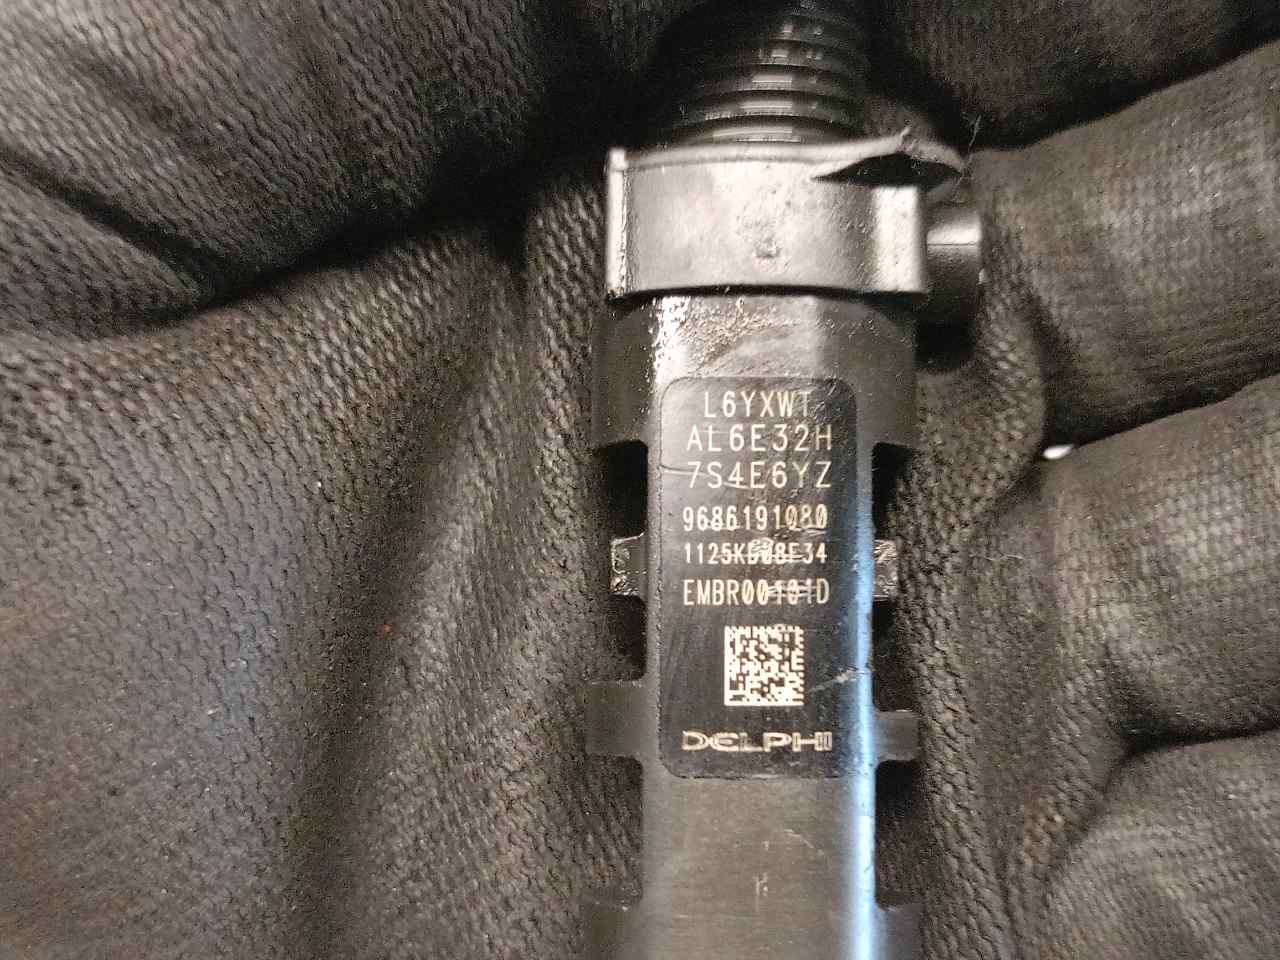 L6YXWT
AL6E32H
7S4E6YZ
9686191080
EMBR00101D
DELPHI